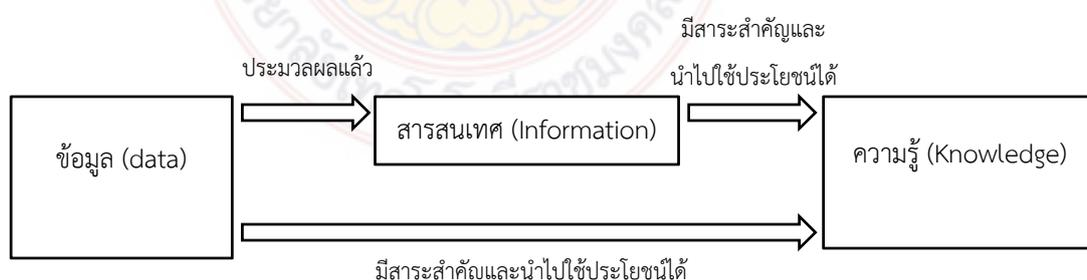 มีสาระสำคัญและ
นำไปใช้ประโยชน์ได้
ประมวลผลแล้ว
ข้อมูล (data)
สารสนเทศ (Information)
ความรู้ (Knowledge)
มีสาระสำคัญและนำไปใช้ประโยชน์ได้